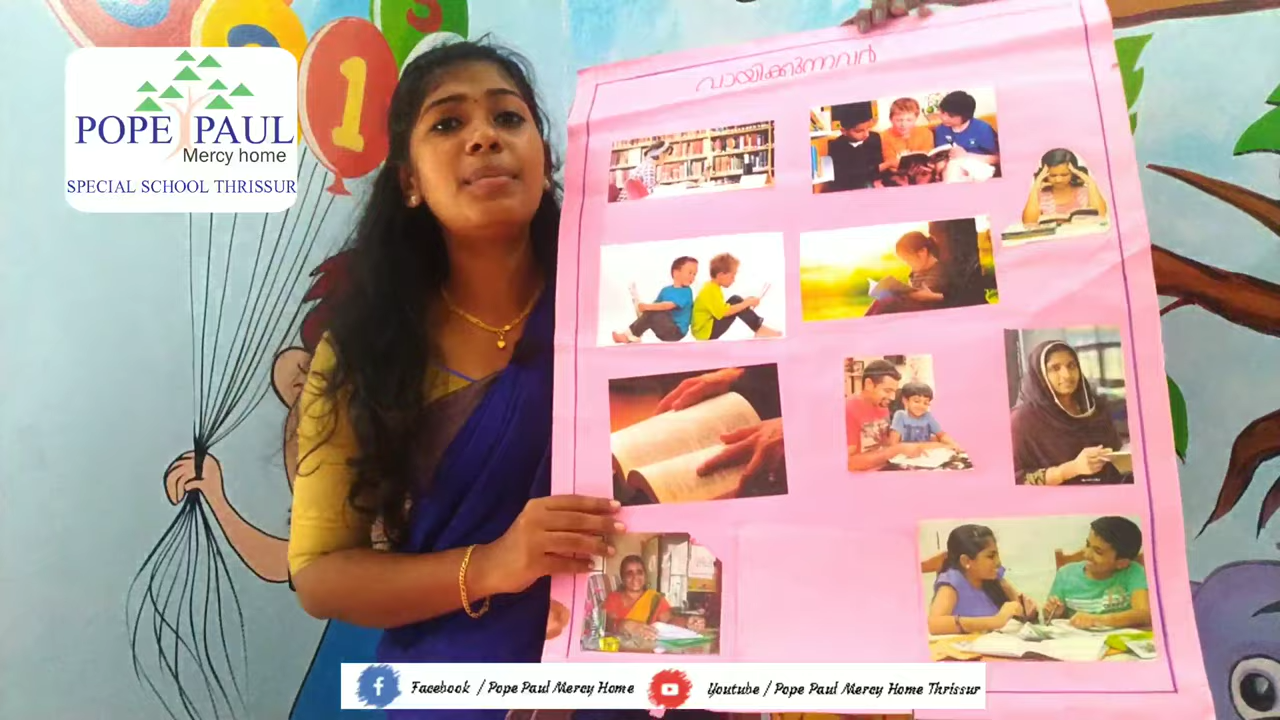 POPE PAUL
Mercy home
SPECIAL SCHOOL THRISSUR
1
വായിക്കുന്നവർ
Facebook / Pope Paul Mercy Home
Youtube / Pope Paul Mercy Home Thrissur